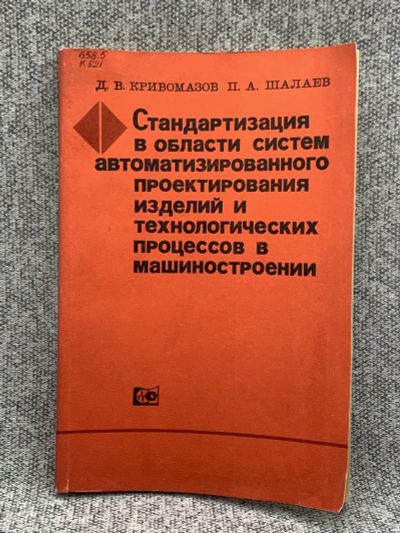 658.5
К 821
Д. В. КРИВОМАЗОВ П. А. ШАЛАЕВ
Стандартизация
в области систем
автоматизированного
проектирования
изделий и
технологических
процессов в
машиностроении